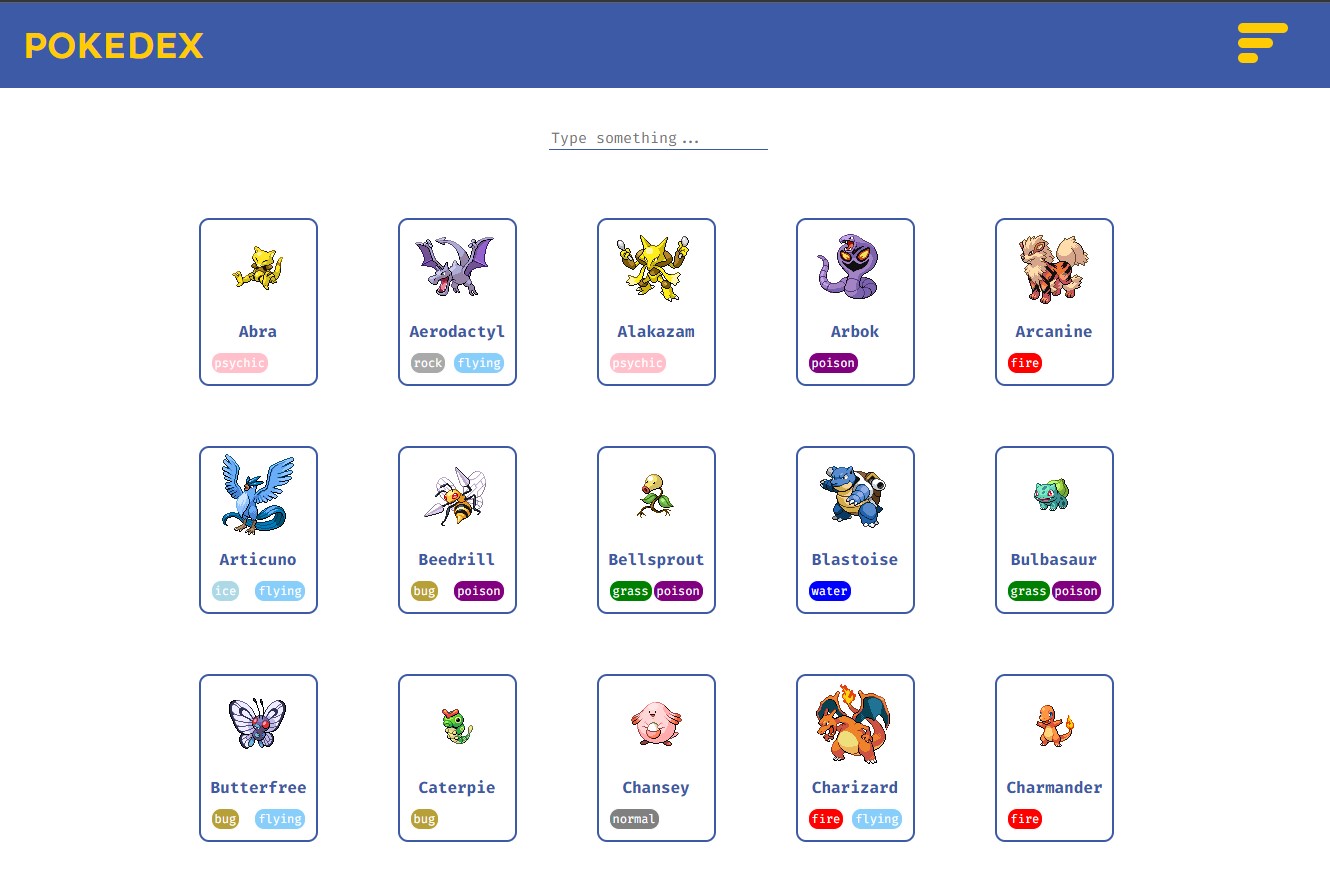 POKEDEX
Type something...
Abra Aerodactyl Alakazam Arbok Arcanine
psychic rock flying psychic poison fire
Articuno Beedrill Bellsprout Blastoise Bulbasaur
ice flying bug poison grass poison water grass poison
Butterfree Caterpie Chansey Charizard Charmander
bug flying bug normal fire flying fire